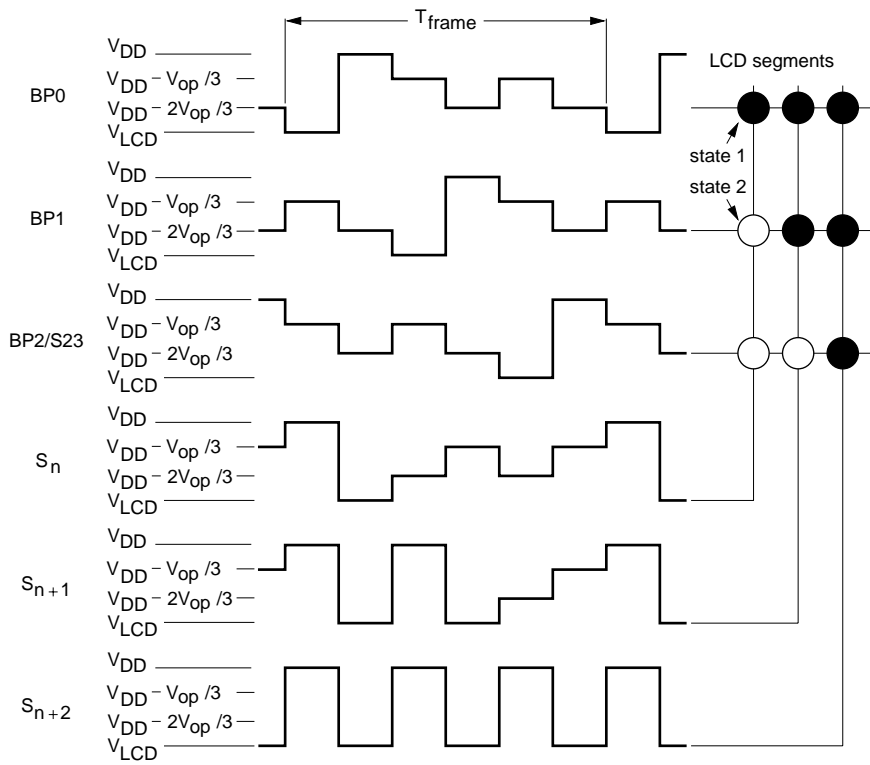 T frame
LCD segments
state 1
state 2
BP0
VDD
VDD – Vop /3
VDD – 2Vop /3
VLCD
BP1
VDD
VDD – Vop /3
VDD – 2Vop /3
VLCD
BP2/S23
VDD
VDD – Vop /3
VDD – 2Vop /3
VLCD
Sn
VDD
VDD – Vop /3
VDD – 2Vop /3
VLCD
Sn+1
VDD
VDD – Vop /3
VDD – 2Vop /3
VLCD
Sn+2
VDD
VDD – Vop /3
VDD – 2Vop /3
VLCD